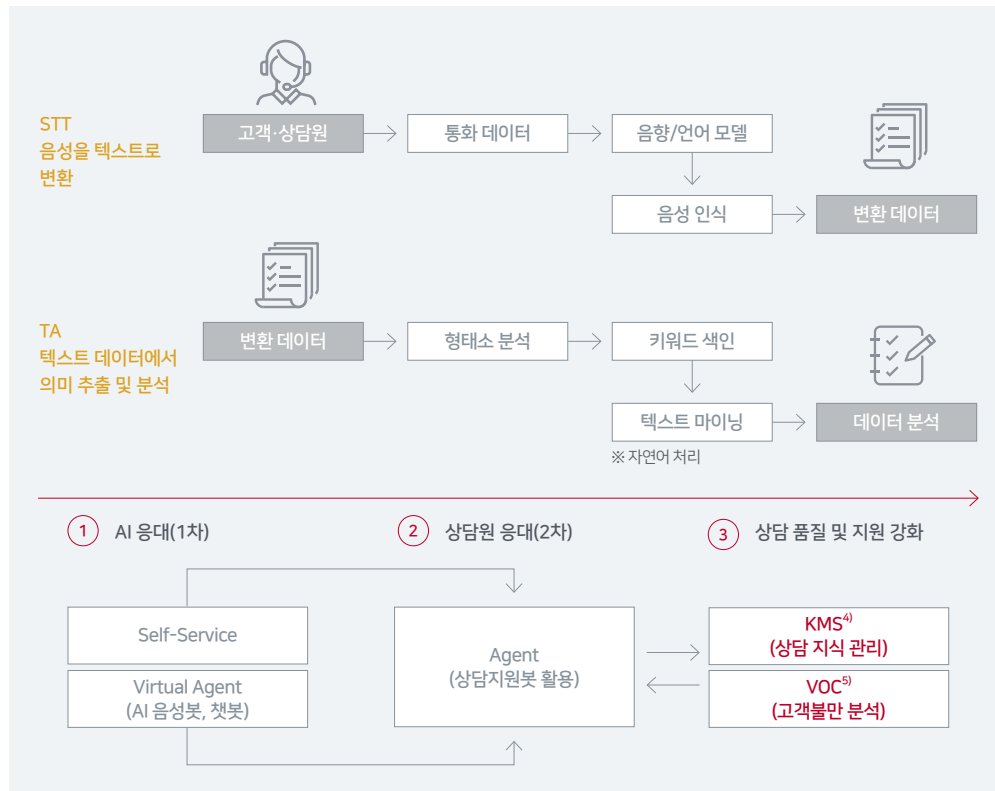 STT
음성을 텍스트로
변환
고객·상담원
통화 데이터
음향/언어 모델
음성 인식
변환 데이터
TA
텍스트 데이터에서
의미 추출 및 분석
변환 데이터
형태소 분석
키워드 색인
텍스트 마이닝
※ 자연어 처리
데이터 분석
1 AI 응대(1차)
2 상담원 응대(2차)
3 상담 품질 및 지원 강화
Self-Service
Virtual Agent
(AI 음성봇, 챗봇)
Agent
(상담지원봇 활용)
KMS4)
(상담 지식 관리)
VOC5)
(고객불만 분석)